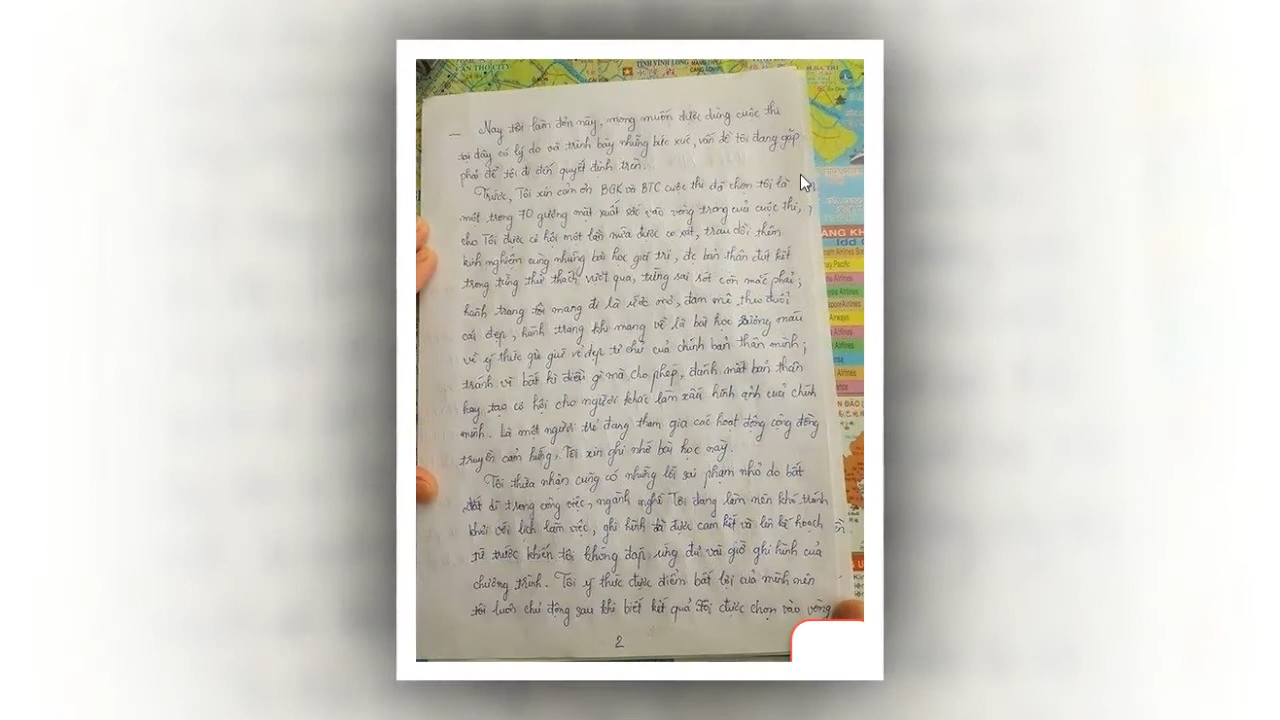 CẦN THƠ CITY
TỈNH VĨNH LONG
Nay tôi làm đơn này, mong muốn được dừng cuộc thi
tại đây có lý do và trình bày những bức xúc, vấn đề tôi đang gặp
phải để tôi đi đến quyết định trên.
Trước, Tôi xin cảm ơn BGK và BTC cuộc thi đã chọn tôi là
một trong 70 gương mặt xuất sắc vào vòng trong của cuộc thi,
cho Tôi được cơ hội một lần nữa được cọ xát, trau dồi thêm
kinh nghiệm cùng những bài học giá trị, để bản thân đút kết
trong từng thử thách vượt qua, từng sai sót còn mắc phải;
hành trang tôi mang đi là ước mơ, đam mê theo đuổi
cái đẹp, hành trang khi mang về là bài học xương máu
về ý thức gìn giữ vẻ đẹp từ chữ của chính bản thân mình;
tránh vì bất kì điều gì mà cho phép, đánh mất bản thân
hay tạo cơ hội cho người khác làm xấu hình ảnh của chính
mình. Là một người trẻ đang tham gia các hoạt động cộng đồng
truyền cảm hứng, Tôi xin ghi nhớ bài học này.
Tôi thừa nhận cũng có những lỗi sai phạm nhỏ do bất
đắt dĩ trong công việc, ngành nghề Tôi đang làm nên khó tránh
khỏi với lịch làm việc, ghi hình đã được cam kết và lên kế hoạch
từ trước khiến tôi không đáp ứng đủ vài giờ ghi hình của
chương trình. Tôi ý thức được điểm bất lợi của mình nên
tôi luôn chủ động sau khi biết kết quả Tôi được chọn vào vòng
2